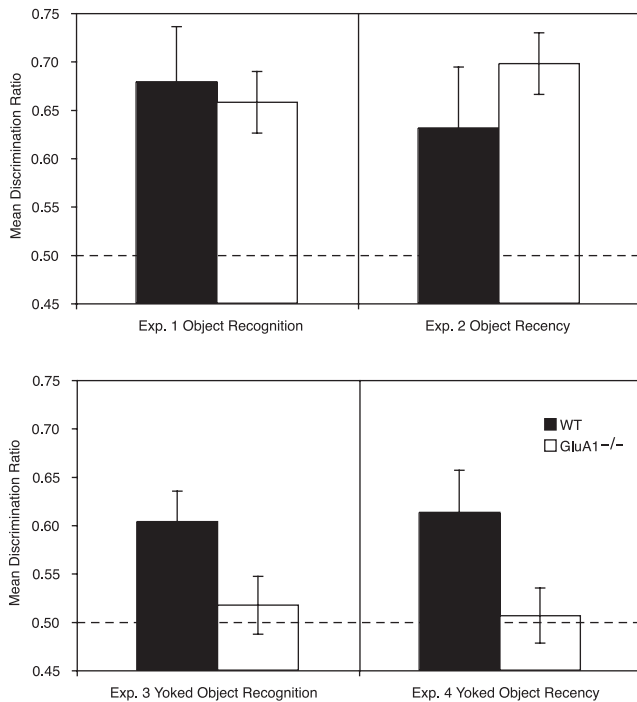 0.75
0.70
0.65
0.60
0.55
0.50
0.45
Mean Discrimination Ratio
Exp. 1 Object Recognition
Exp. 2 Object Recency
0.75
0.70
0.65
0.60
0.55
0.50
0.45
Mean Discrimination Ratio
WT
GluA1−/−
Exp. 3 Yoked Object Recognition
Exp. 4 Yoked Object Recency